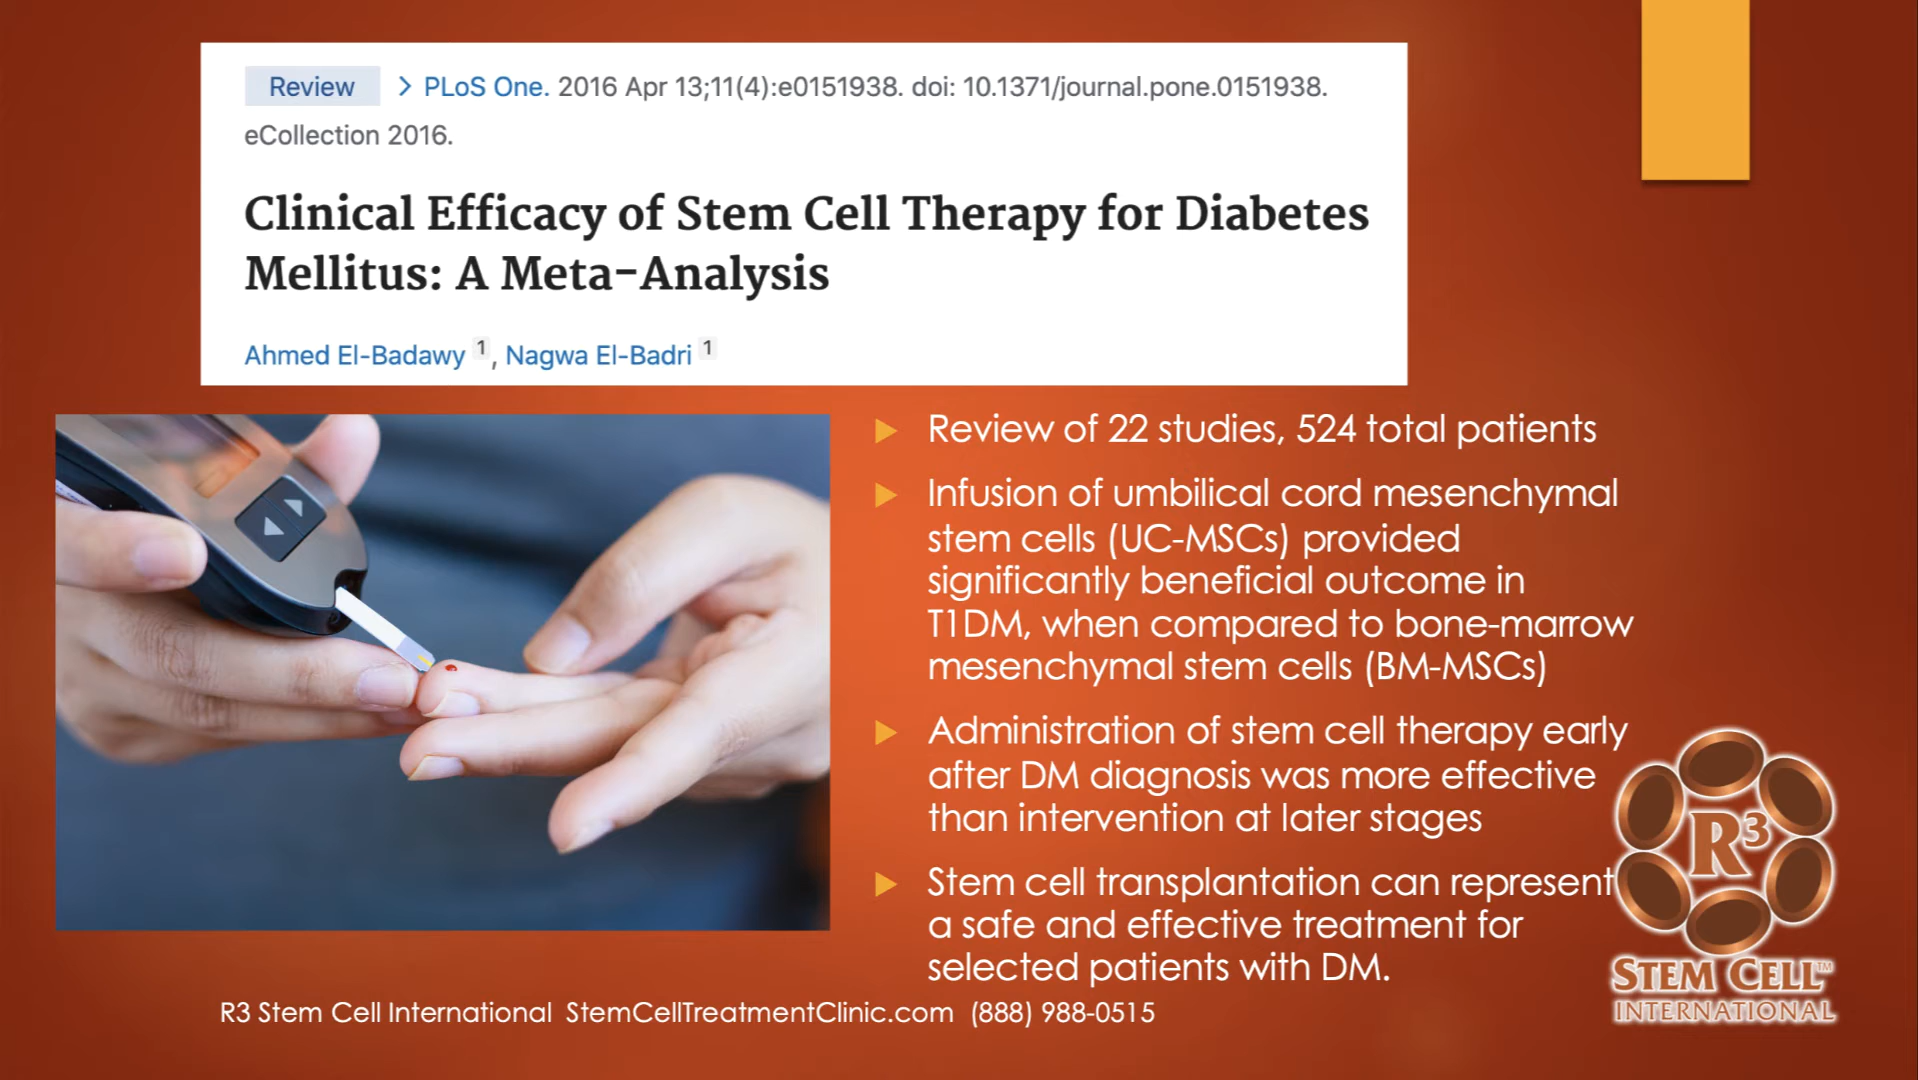 Review > PLoS One. 2016 Apr 13;11(4):e0151938. doi: 10.1371/journal.pone.0151938.
eCollection 2016.
Clinical Efficacy of Stem Cell Therapy for Diabetes
Mellitus: A Meta-Analysis
Ahmed El-Badawy 1, Nagwa El-Badri 1
Review of 22 studies, 524 total patients
Infusion of umbilical cord mesenchymal
stem cells (UC-MSCs) provided
significantly beneficial outcome in
T1DM, when compared to bone-marrow
mesenchymal stem cells (BM-MSCs)
Administration of stem cell therapy early
after DM diagnosis was more effective
than intervention at later stages
Stem cell transplantation can represent
a safe and effective treatment for
selected patients with DM.
R3
STEM CELL™
INTERNATIONAL
R3 Stem Cell International StemCellTreatmentClinic.com (888) 988-0515